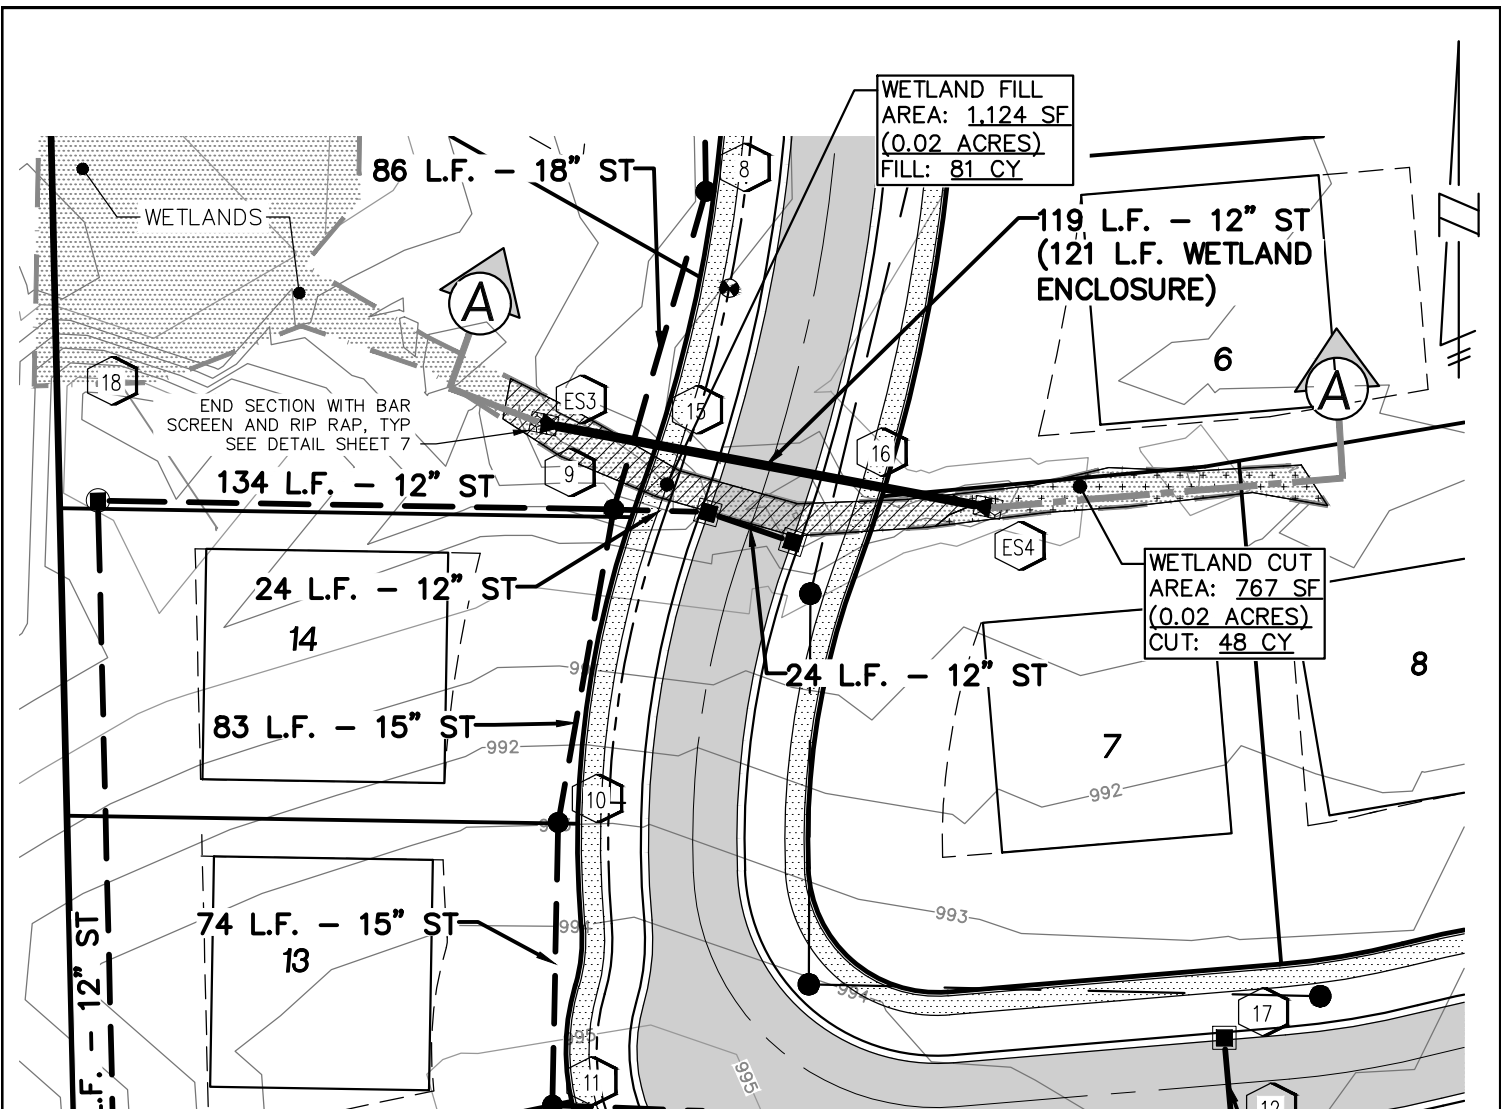 WETLAND FILL
AREA: 1,124 SF
(0.02 ACRES)
FILL: 81 CY
86 L.F. - 18" ST
8
WETLANDS
119 L.F. - 12" ST
(121 L.F. WETLAND
ENCLOSURE)
Z
A
6
A
18
ES3
15
END SECTION WITH BAR
SCREEN AND RIP RAP, TYP
SEE DETAIL SHEET 7
16
9
134 L.F. - 12" ST
ES4
WETLAND CUT
AREA: 767 SF
(0.02 ACRES)
CUT: 48 CY
24 L.F. - 12" ST
14
24 L.F. - 12" ST
8
83 L.F. - 15" ST
992
7
992
10
74 L.F. - 15" ST
13
994
993
994
17
995
995
11
12
L.F. - 12" ST